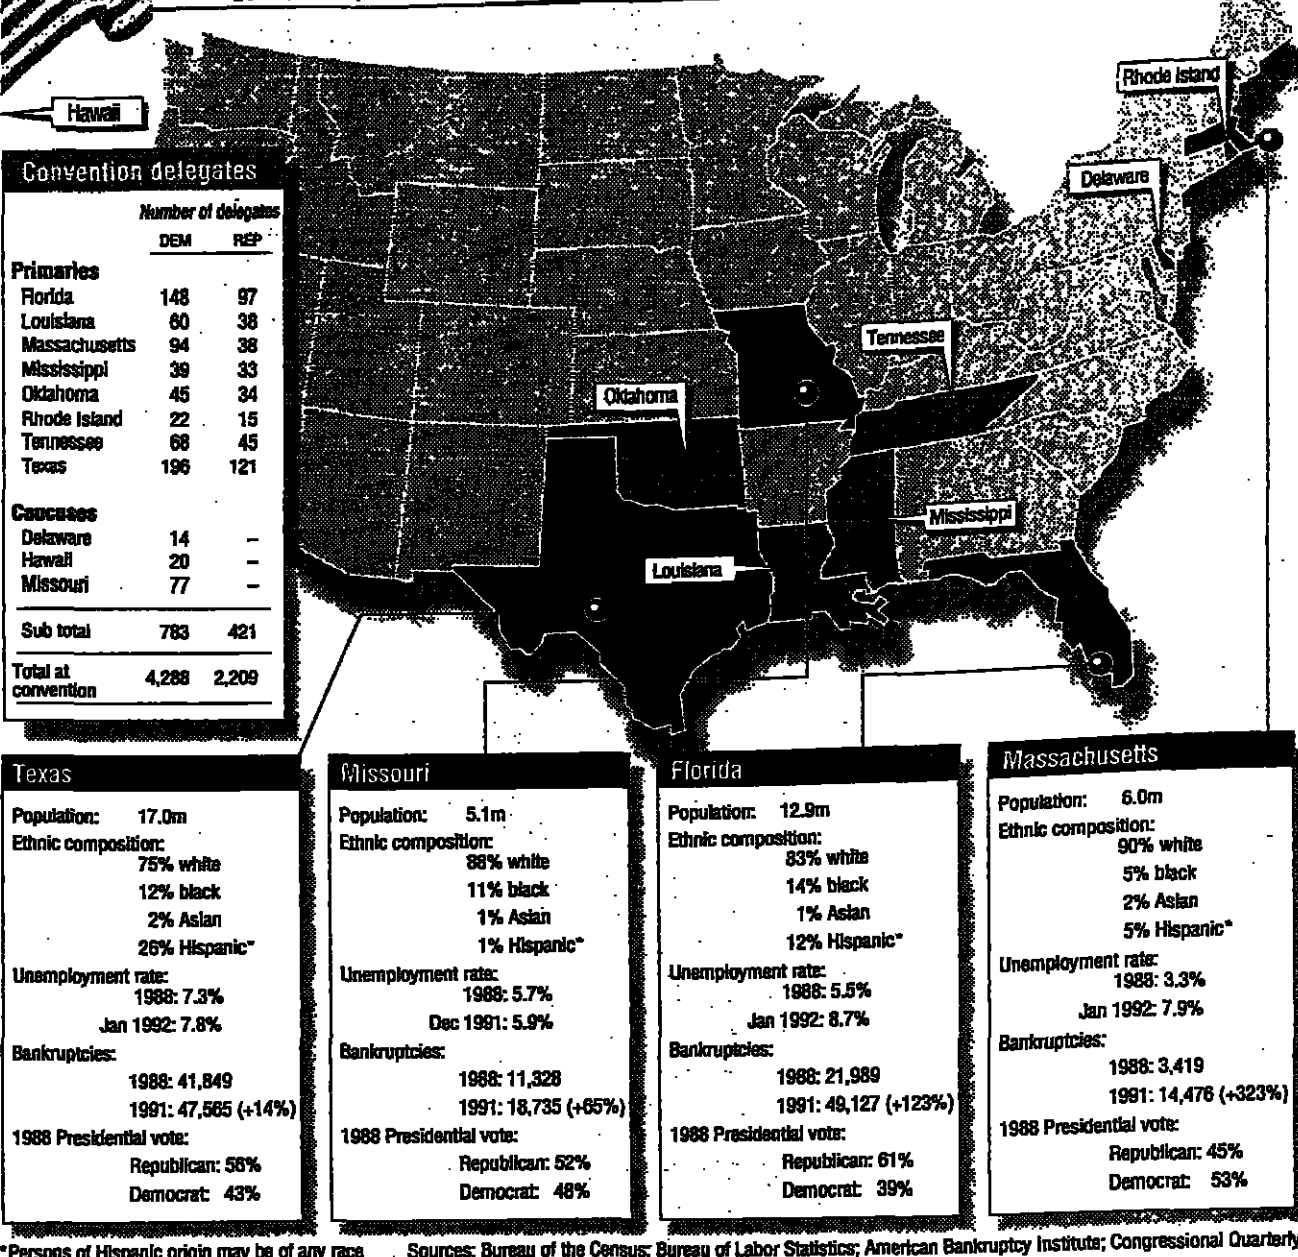 Hawaii
Rhode Island
Delaware
Tennessee
Oklahoma
Mississippi
Louisiana
Convention delegates
Number of delegates
DEM REP
Primaries
Florida 148 97
Louisiana 60 38
Massachusetts 94 38
Mississippi 39 33
Oklahoma 45 34
Rhode Island 22 15
Tennessee 68 45
Texas 196 121
Caucuses
Delaware 14 –
Hawaii 20 –
Missouri 77 –
Sub total 783 421
Total at
convention 4,288 2,209
Texas
Population: 17.0m
Ethnic composition:
75% white
12% black
2% Asian
26% Hispanic*
Unemployment rate:
1988: 7.3%
Jan 1992: 7.8%
Bankruptcies:
1988: 41,849
1991: 47,565 (+14%)
1988 Presidential vote:
Republican: 56%
Democrat: 43%
Missouri
Population: 5.1m
Ethnic composition:
88% white
11% black
1% Asian
1% Hispanic*
Unemployment rate:
1988: 5.7%
Dec 1991: 5.9%
Bankruptcies:
1988: 11,328
1991: 18,735 (+65%)
1988 Presidential vote:
Republican: 52%
Democrat: 48%
Florida
Population: 12.9m
Ethnic composition:
83% white
14% black
1% Asian
12% Hispanic*
Unemployment rate:
1988: 5.5%
Jan 1992: 8.7%
Bankruptcies:
1988: 21,989
1991: 49,127 (+123%)
1988 Presidential vote:
Republican: 61%
Democrat: 39%
Massachusetts
Population: 6.0m
Ethnic composition:
90% white
5% black
2% Asian
5% Hispanic*
Unemployment rate:
1988: 3.3%
Jan 1992: 7.9%
Bankruptcies:
1988: 3,419
1991: 14,476 (+323%)
1988 Presidential vote:
Republican: 45%
Democrat: 53%
*Persons of Hispanic origin may be of any race
Sources: Bureau of the Census; Bureau of Labor Statistics; American Bankruptcy Institute; Congressional Quarterly